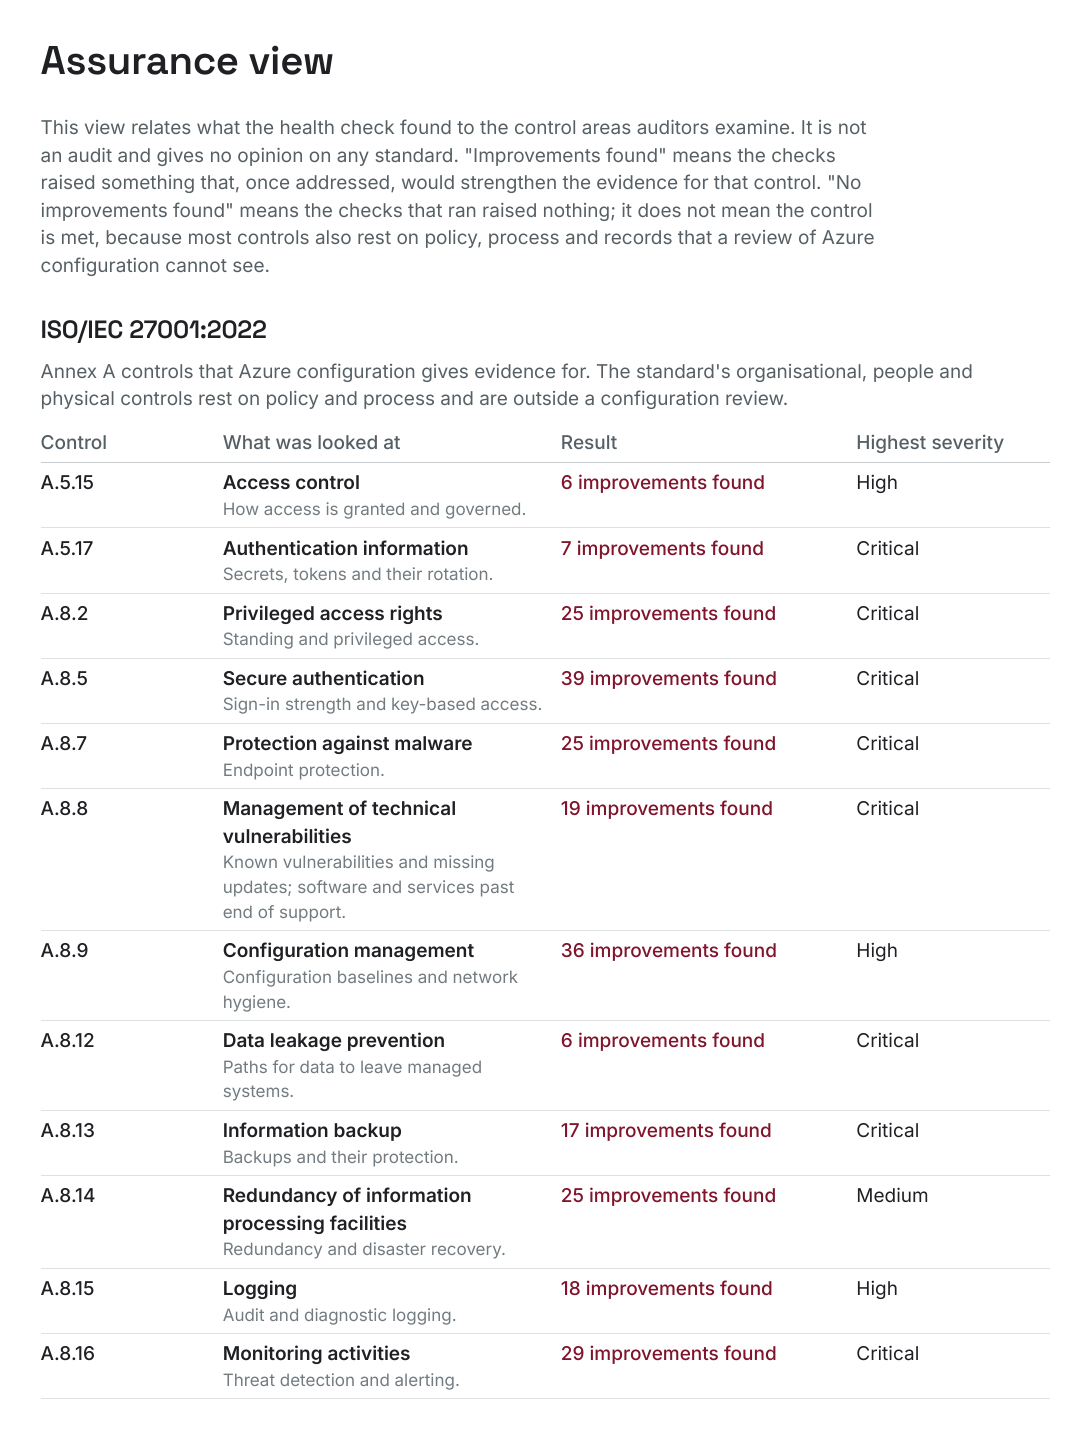 Assurance view
This view relates what the health check found to the control areas auditors examine. It is not
an audit and gives no opinion on any standard. "Improvements found" means the checks
raised something that, once addressed, would strengthen the evidence for that control. "No
improvements found" means the checks that ran raised nothing; it does not mean the control
is met, because most controls also rest on policy, process and records that a review of Azure
configuration cannot see.
ISO/IEC 27001:2022
Annex A controls that Azure configuration gives evidence for. The standard's organisational, people and
physical controls rest on policy and process and are outside a configuration review.
Control What was looked at Result Highest severity
A.5.15 Access control 6 improvements found High
How access is granted and governed.
A.5.17 Authentication information 7 improvements found Critical
Secrets, tokens and their rotation.
A.8.2 Privileged access rights 25 improvements found Critical
Standing and privileged access.
A.8.5 Secure authentication 39 improvements found Critical
Sign-in strength and key-based access.
A.8.7 Protection against malware 25 improvements found Critical
Endpoint protection.
A.8.8 Management of technical 19 improvements found Critical
vulnerabilities
Known vulnerabilities and missing
updates; software and services past
end of support.
A.8.9 Configuration management 36 improvements found High
Configuration baselines and network
hygiene.
A.8.12 Data leakage prevention 6 improvements found Critical
Paths for data to leave managed
systems.
A.8.13 Information backup 17 improvements found Critical
Backups and their protection.
A.8.14 Redundancy of information 25 improvements found Medium
processing facilities
Redundancy and disaster recovery.
A.8.15 Logging 18 improvements found High
Audit and diagnostic logging.
A.8.16 Monitoring activities 29 improvements found Critical
Threat detection and alerting.